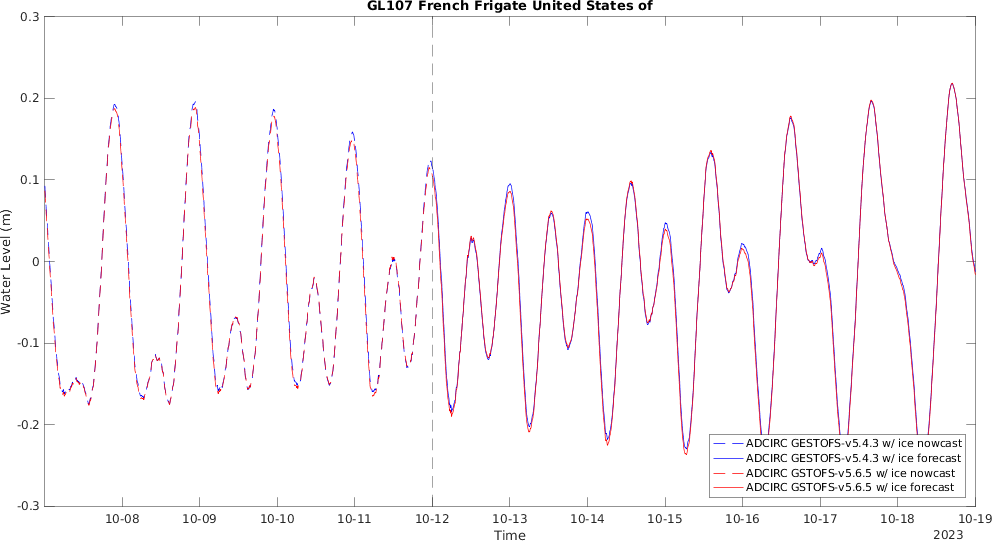 GL107 French Frigate United States of
0.3
0.2
0.1
0
-0.1
-0.2
-0.3
Water Level (m)
ADCIRC GESTOFS-v5.4.3 w/ ice nowcast
ADCIRC GESTOFS-v5.4.3 w/ ice forecast
ADCIRC GSTOFS-v5.6.5 w/ ice nowcast
ADCIRC GSTOFS-v5.6.5 w/ ice forecast
10-08 10-09 10-10 10-11 10-12 10-13 10-14 10-15 10-16 10-17 10-18 10-19
Time
2023